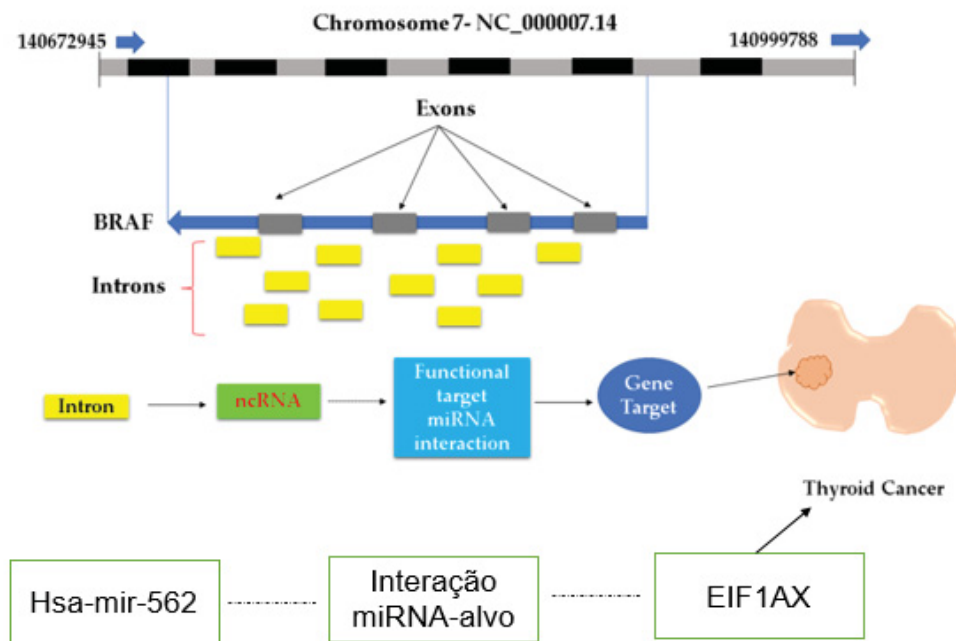 Chromosome 7- NC_000007.14
140672945
140999788
Exons
BRAF
Introns
Intron
ncRNA
Functional
target
miRNA
interaction
Gene
Target
Thyroid Cancer
Hsa-mir-562
Interação
miRNA-alvo
EIF1AX